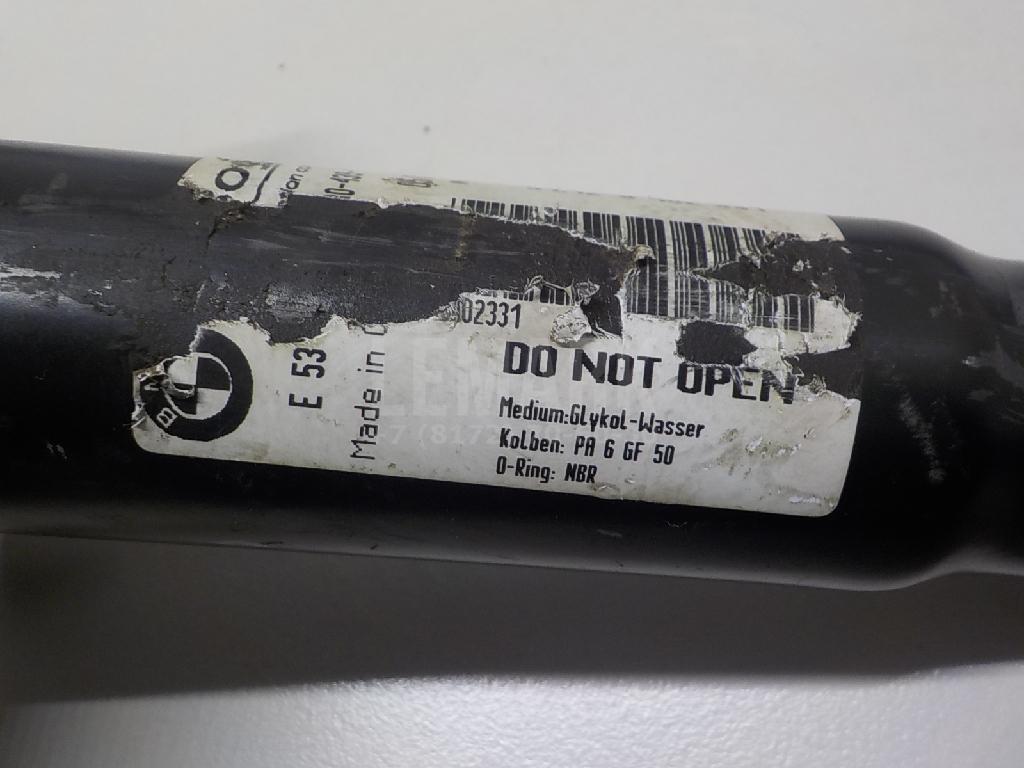 02331
DO NOT OPEN
Medium:Glykol-Wasser
Kolben: PA 6 GF 50
O-Ring: NBR
E 53
Made in